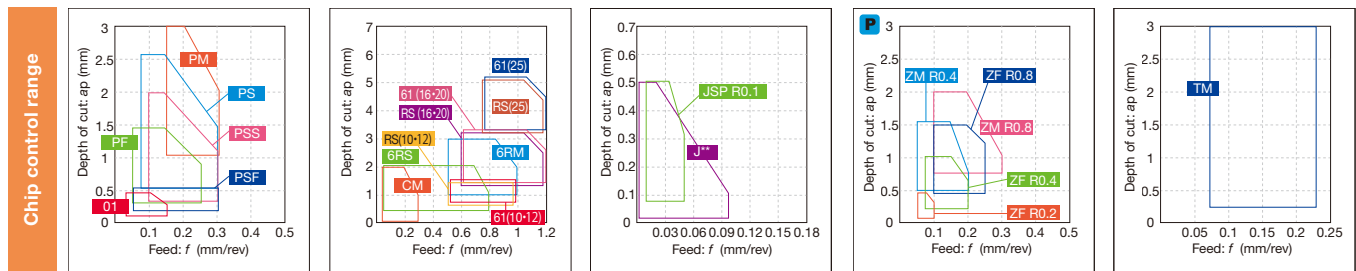 Chip control range
Depth of cut: ap (mm)
3
2.5
2
1.5
1
0.5
0
PM
PS
PSS
PF
PSF
01
0.1 0.2 0.3 0.4 0.5
Feed: f (mm/rev)
Depth of cut: ap (mm)
7
6
5
4
3
2
1
0
61(25)
61 (16•20)
RS(25)
RS (16•20)
RS(10•12)
6RS
6RM
CM
61(10•12)
0.2 0.4 0.6 0.8 1.0 1.2
Feed: f (mm/rev)
Depth of cut: ap (mm)
0.7
0.6
0.5
0.4
0.3
0.2
0.1
0
JSP R0.1
J**
0.03 0.06 0.09 0.12 0.15 0.18
Feed: f (mm/rev)
P
Depth of cut: ap (mm)
3
2.5
2
1.5
1
0.5
0
ZM R0.4
ZF R0.8
ZM R0.8
ZF R0.4
ZF R0.2
0.1 0.2 0.3 0.4 0.5
Feed: f (mm/rev)
Depth of cut: ap (mm)
3
2.5
2
1.5
1
0.5
0
TM
0.05 0.1 0.15 0.2 0.25
Feed: f (mm/rev)